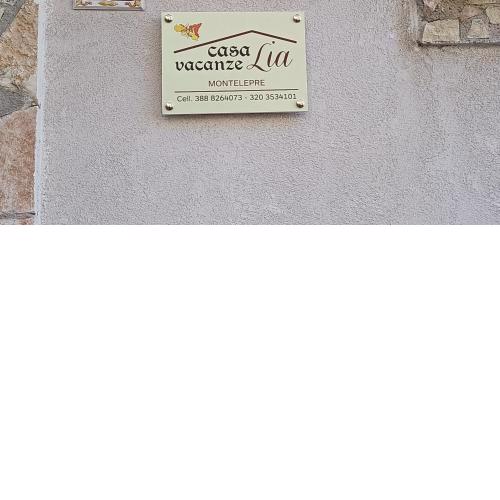 casa
vacanze Lia
MONTELEPRE
Cell. 388 8264073 - 320 3534101